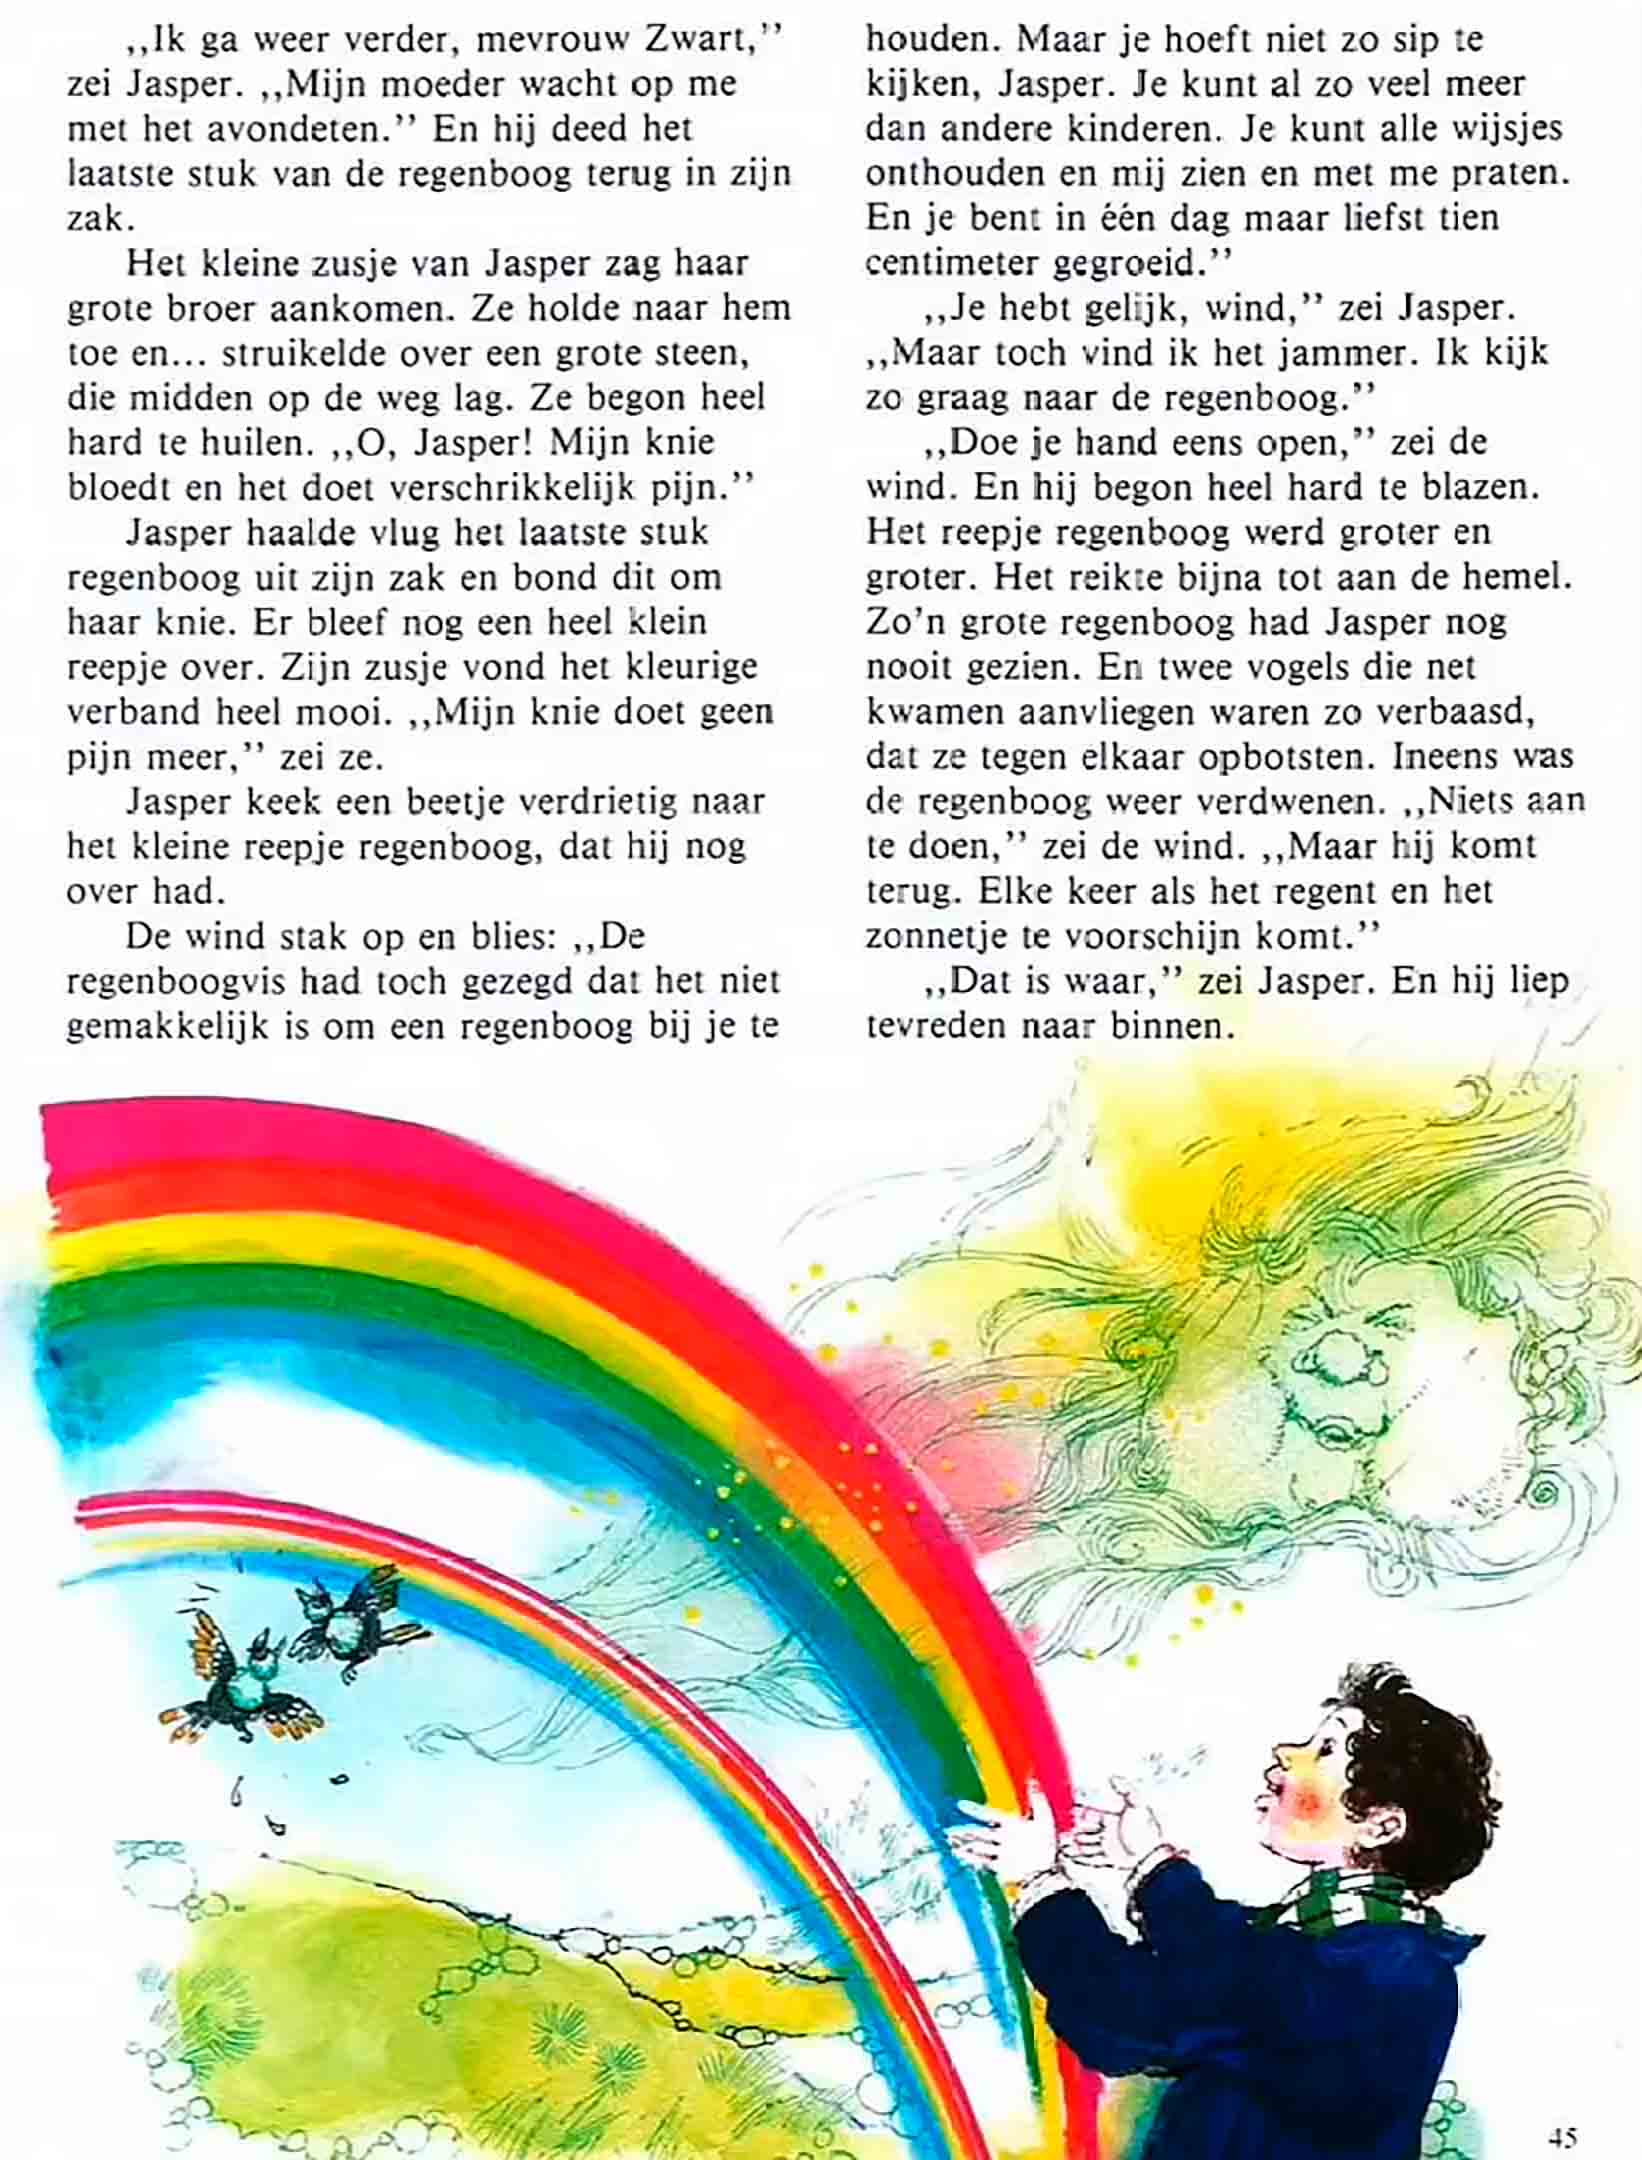 ,,Ik ga weer verder, mevrouw Zwart,''
zei Jasper. ,,Mijn moeder wacht op me
met het avondeten.'' En hij deed het
laatste stuk van de regenboog terug in zijn
zak.
Het kleine zusje van Jasper zag haar
grote broer aankomen. Ze holde naar hem
toe en... struikelde over een grote steen,
die midden op de weg lag. Ze begon heel
hard te huilen. ,,O, Jasper! Mijn knie
bloedt en het doet verschrikkelijk pijn.''
Jasper haalde vlug het laatste stuk
regenboog uit zijn zak en bond dit om
haar knie. Er bleef nog een heel klein
reepje over. Zijn zusje vond het kleurige
verband heel mooi. ,,Mijn knie doet geen
pijn meer,'' zei ze.
Jasper keek een beetje verdrietig naar
het kleine reepje regenboog, dat hij nog
over had.
De wind stak op en blies: ,,De
regenboogvis had toch gezegd dat het niet
gemakkelijk is om een regenboog bij je te
houden. Maar je hoeft niet zo sip te
kijken, Jasper. Je kunt al zo veel meer
dan andere kinderen. Je kunt alle wijsjes
onthouden en mij zien en met me praten.
En je bent in één dag maar liefst tien
centimeter gegroeid.''
,,Je hebt gelijk, wind,'' zei Jasper.
,,Maar toch vind ik het jammer. Ik kijk
zo graag naar de regenboog.''
,,Doe je hand eens open,'' zei de
wind. En hij begon heel hard te blazen.
Het reepje regenboog werd groter en
groter. Het reikte bijna tot aan de hemel.
Zo'n grote regenboog had Jasper nog
nooit gezien. En twee vogels die net
kwamen aanvliegen waren zo verbaasd,
dat ze tegen elkaar opbotsten. Ineens was
de regenboog weer verdwenen. ,,Niets aan
te doen,'' zei de wind. ,,Maar hij komt
terug. Elke keer als het regent en het
zonnetje te voorschijn komt.''
,,Dat is waar,'' zei Jasper. En hij liep
tevreden naar binnen.
45